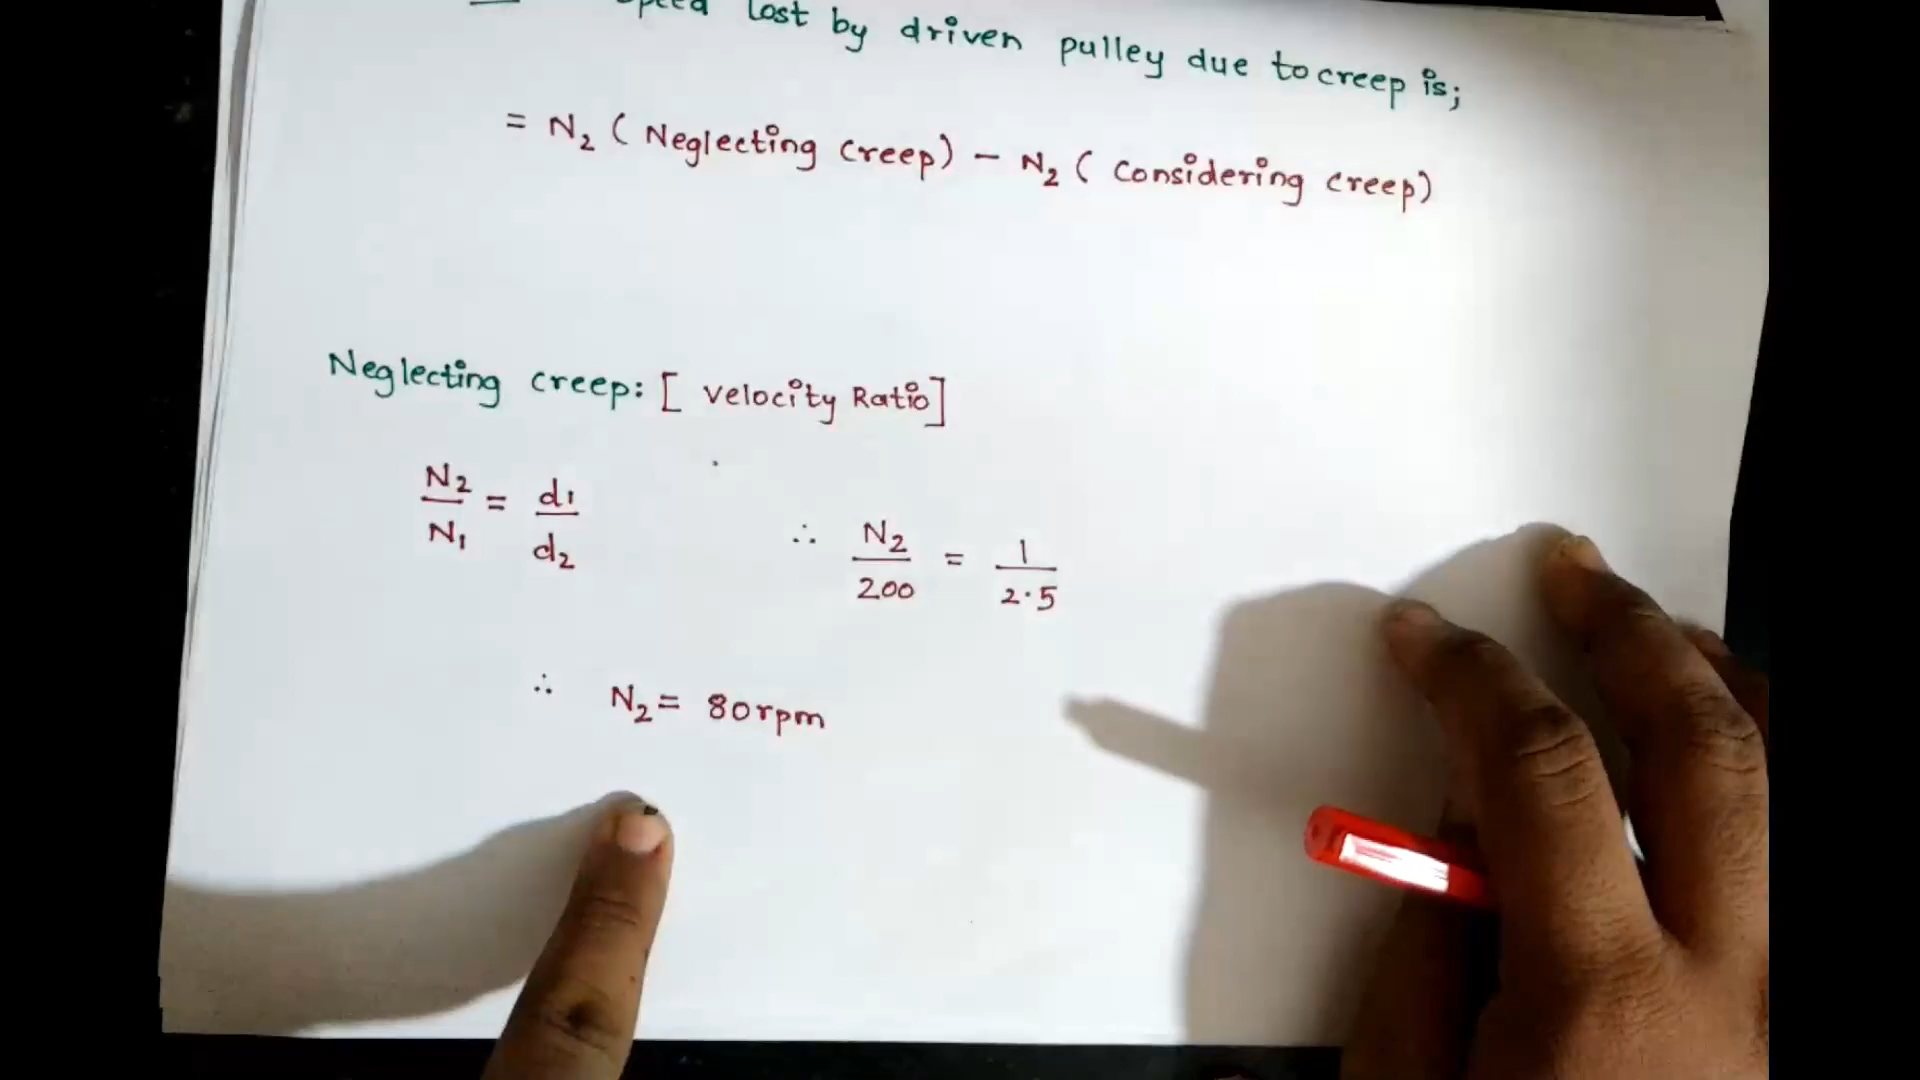 Speed lost by driven pulley due to creep is;
= N₂ ( Neglecting Creep) - N₂ ( Considering creep)
Neglecting creep: [ Velocity Ratio]
N₂/N₁ = d₁/d₂ ∴ N₂/200 = 1/2.5
∴ N₂ = 80rpm